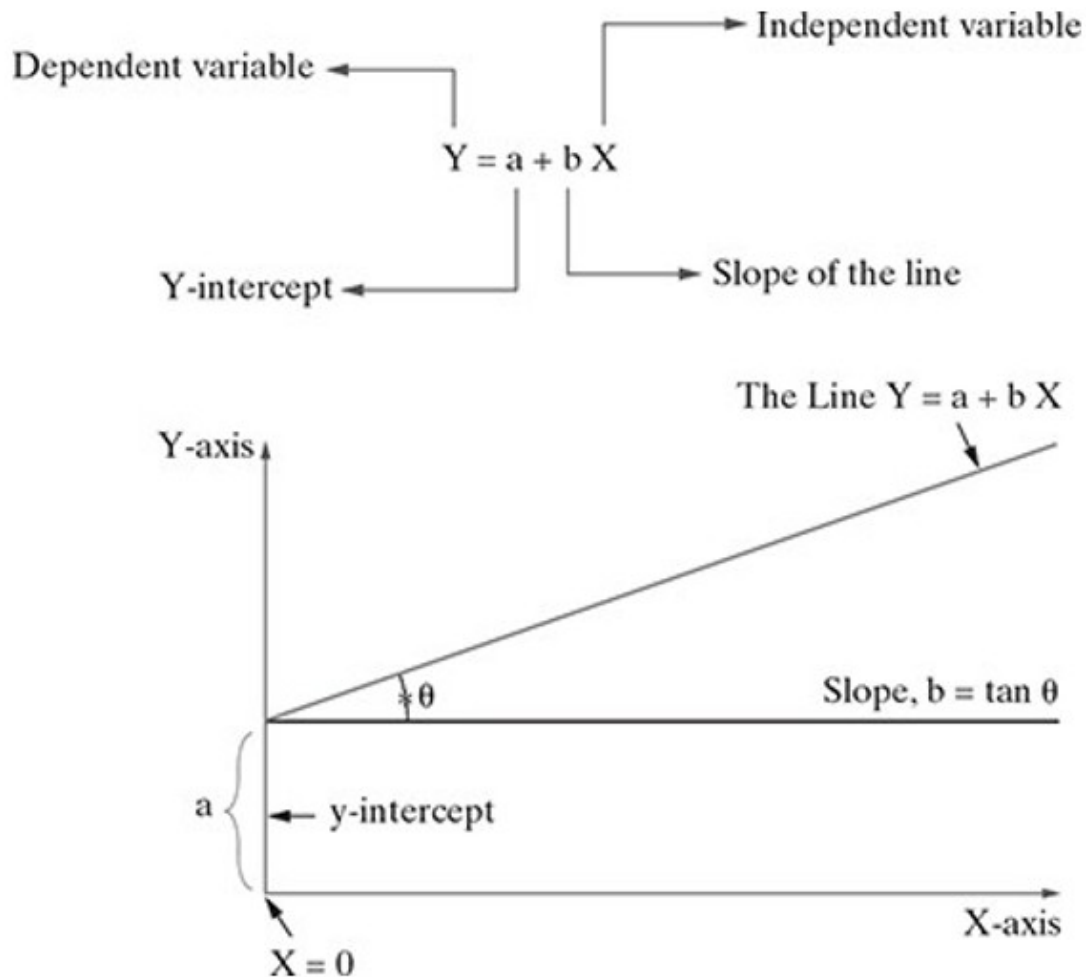 Independent variable
Dependent variable
Y = a + b X
Y-intercept
Slope of the line
The Line Y = a + b X
Y-axis
θ
Slope, b = tan θ
a
y-intercept
X-axis
X = 0